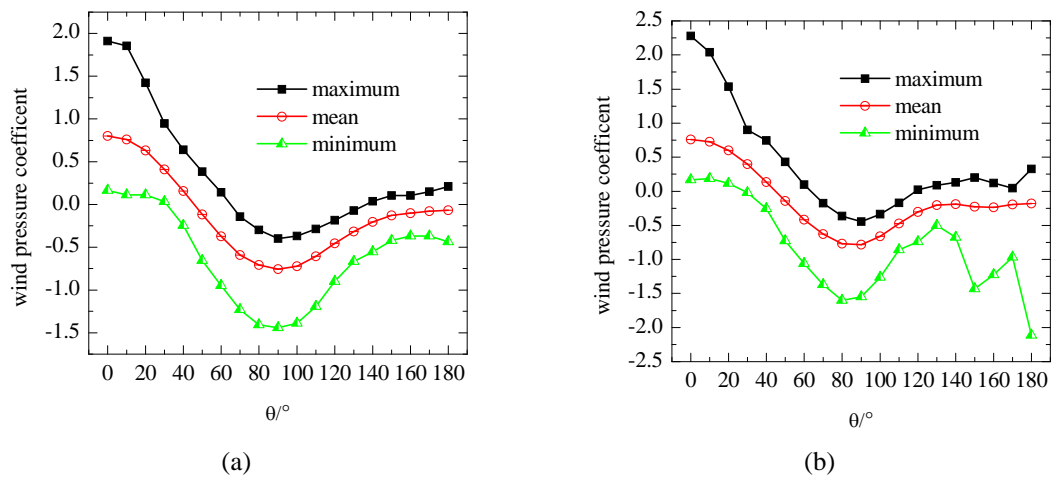 2.0
1.5
1.0
0.5
0.0
-0.5
-1.0
-1.5
wind pressure coefficent
maximum
mean
minimum
0 20 40 60 80 100 120 140 160 180
θ/°
(a)
2.5
2.0
1.5
1.0
0.5
0.0
-0.5
-1.0
-1.5
-2.0
-2.5
wind pressure coefficient
maximum
mean
minimum
0 20 40 60 80 100 120 140 160 180
θ/°
(b)